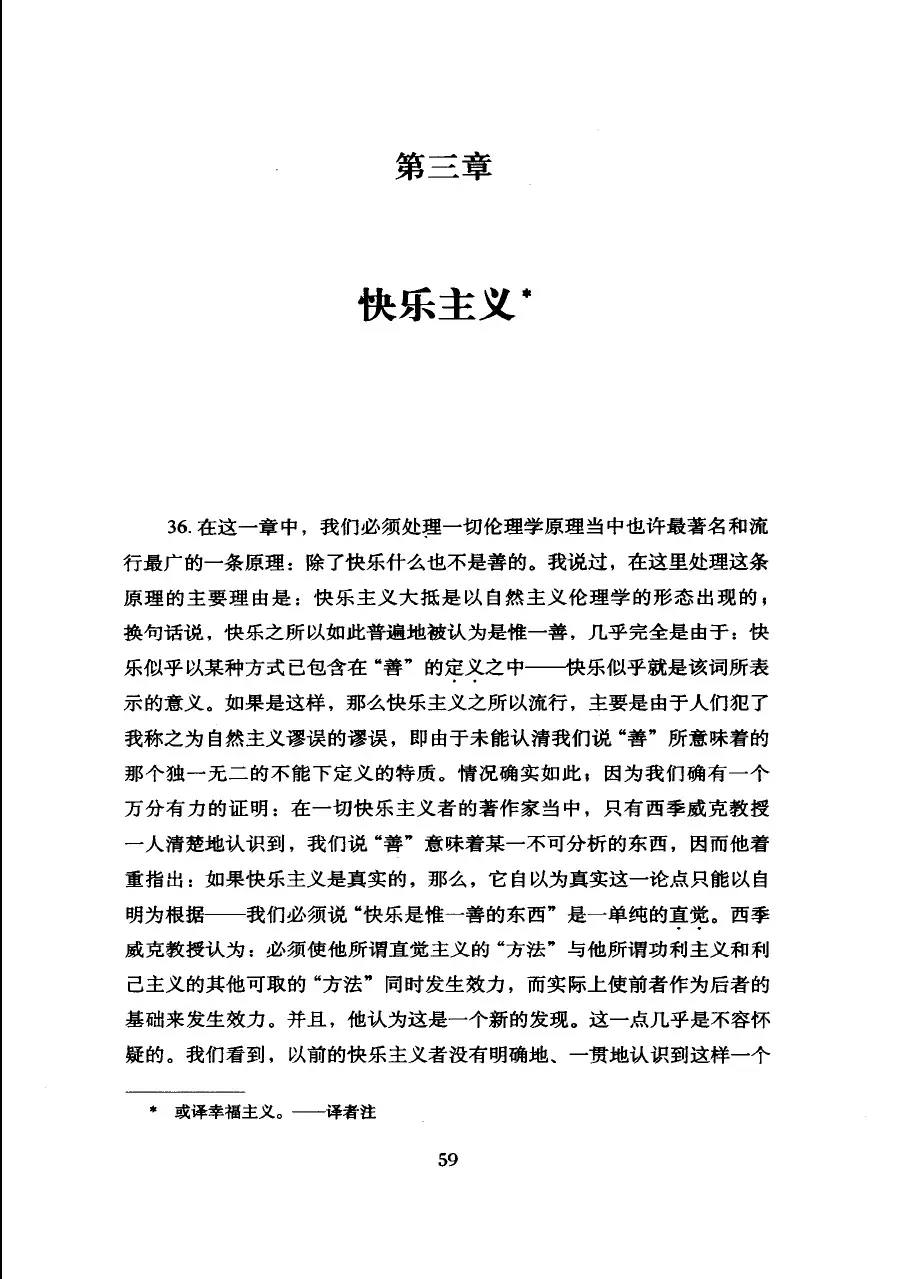 第三章
快乐主义*
36. 在这一章中，我们必须处理一切伦理学原理当中也许最著名和流
行最广的一条原理：除了快乐什么也不是善的。我说过，在这里处理这条
原理的主要理由是：快乐主义大抵是以自然主义伦理学的形态出现的；
换句话说，快乐之所以如此普遍地被认为是惟一善，几乎完全是由于：快
乐似乎以某种方式已包含在“善”的定义之中——快乐似乎就是该词所表
示的意义。如果是这样，那么快乐主义之所以流行，主要是由于人们犯了
我称之为自然主义谬误的谬误，即由于未能认清我们说“善”所意味着的
那个独一无二的不能下定义的特质。情况确实如此；因为我们确有一个
万分有力的证明：在一切快乐主义者的著作家当中，只有西季威克教授
一人清楚地认识到，我们说“善”意味着某一不可分析的东西，因而他着
重指出：如果快乐主义是真实的，那么，它自以为真实这一论点只能以自
明为根据——我们必须说“快乐是惟一善的东西”是一单纯的直觉。西季
威克教授认为：必须使他所谓直觉主义的“方法”与他所谓功利主义和利
己主义的其他可取的“方法”同时发生效力，而实际上使前者作为后者的
基础来发生效力。并且，他认为这是一个新的发现。这一点几乎是不容怀
疑的。我们看到，以前的快乐主义者没有明确地、一贯地认识到这样一个
* 或译幸福主义。——译者注
59